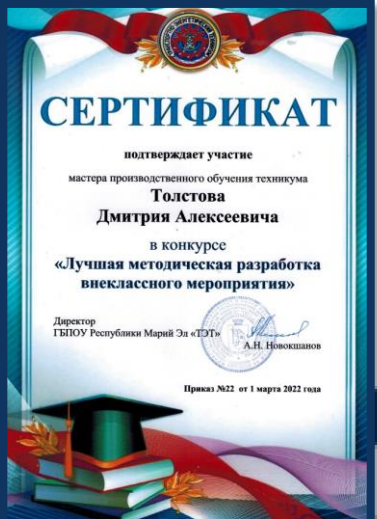 СЕРТИФИКАТ
подтверждает участие
мастера производственного обучения техникума
Толстова
Дмитрия Алексеевича
в конкурсе
«Лучшая методическая разработка
внеклассного мероприятия»
Директор
ГБПОУ Республики Марий Эл «ТЭТ»
А.Н. Новокшанов
Приказ №22 от 1 марта 2022 года